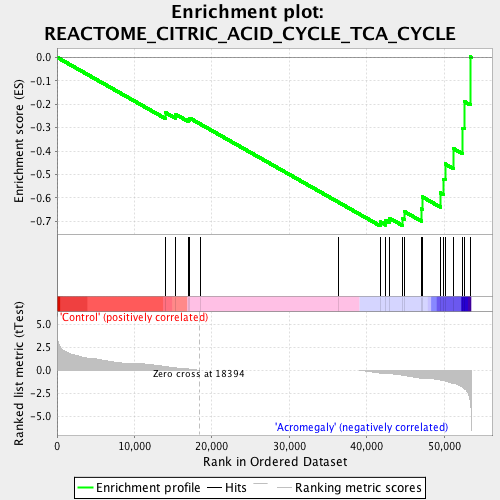 Enrichment plot:
REACTOME_CITRIC_ACID_CYCLE_TCA_CYCLE
Enrichment score (ES)
0.0
-0.1
-0.2
-0.3
-0.4
-0.5
-0.6
-0.7
'Control' (positively correlated)
Ranked list metric (tTest)
5.0
2.5
0.0
-2.5
-5.0
Zero cross at 18394
'Acromegaly' (negatively correlated)
0 10,000 20,000 30,000 40,000 50,000
Rank in Ordered Dataset
Enrichment profile Hits Ranking metric scores